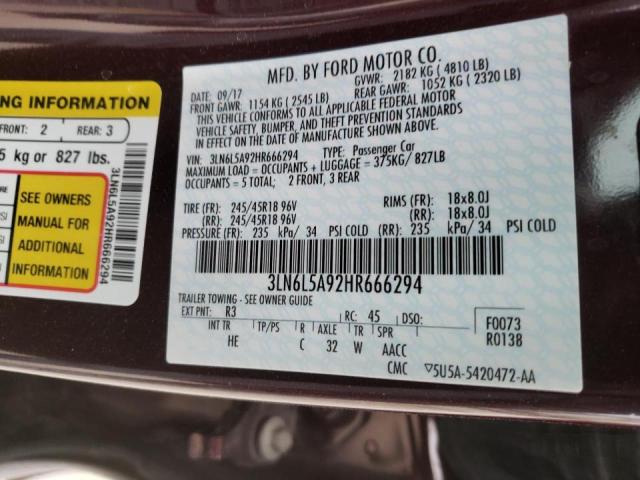 NG INFORMATION
FRONT: 2 REAR: 3
5 kg or 827 lbs.
SEE OWNERS
MANUAL FOR
ADDITIONAL
INFORMATION
3LN6L5A92HR666294
MFD. BY FORD MOTOR CO.
DATE: 09/17 GVWR: 2182 KG ( 4810 LB)
FRONT GAWR: 1154 KG ( 2545 LB) REAR GAWR: 1052 KG ( 2320 LB)
THIS VEHICLE CONFORMS TO ALL APPLICABLE FEDERAL MOTOR
VEHICLE SAFETY, BUMPER, AND THEFT PREVENTION STANDARDS
IN EFFECT ON THE DATE OF MANUFACTURE SHOWN ABOVE.
VIN: 3LN6L5A92HR666294 TYPE: Passenger Car
MAXIMUM LOAD = OCCUPANTS + LUGGAGE = 375KG/ 827LB
OCCUPANTS = 5 TOTAL; 2 FRONT, 3 REAR
TIRE (FR): 245/45R18 96V RIMS (FR): 18x8.0J
(RR): 245/45R18 96V (RR): 18x8.0J
PRESSURE (FR): 235 kPa/ 34 PSI COLD (RR): 235 kPa/ 34 PSI COLD
3LN6L5A92HR666294
TRAILER TOWING - SEE OWNER GUIDE
EXT PNT: R3 RC: 45 DSO: F0073
INT TR TP/PS R AXLE TR SPR R0138
HE C 32 W AACC
CMC ▽5U5A-5420472-AA